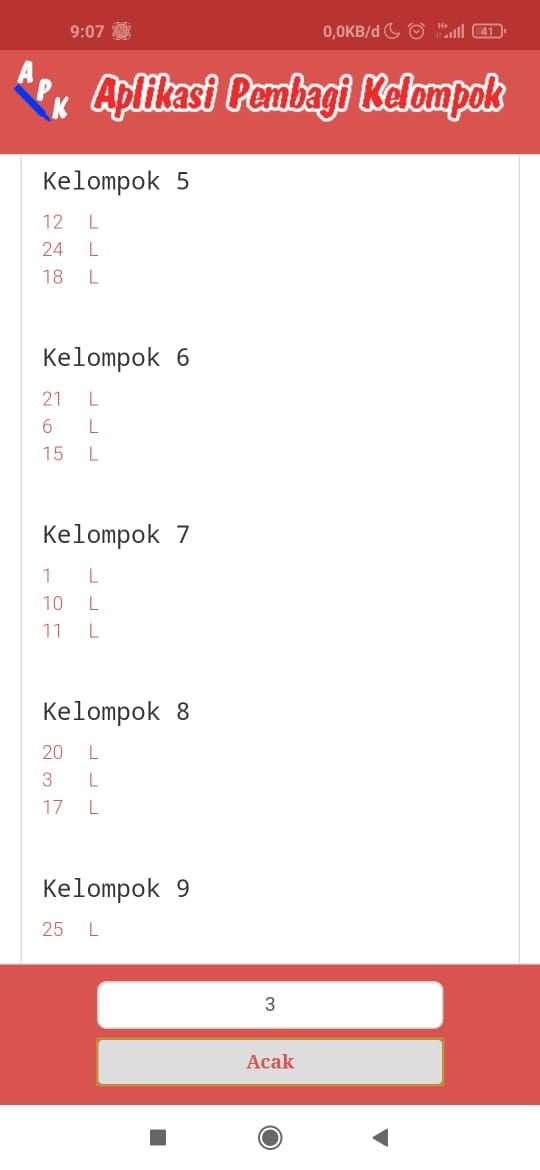 9:07 0,0KB/d H+ 41
APK Aplikasi Pembagi Kelompok
Kelompok 5
12 L
24 L
18 L
Kelompok 6
21 L
6 L
15 L
Kelompok 7
1 L
10 L
11 L
Kelompok 8
20 L
3 L
17 L
Kelompok 9
25 L
3
Acak